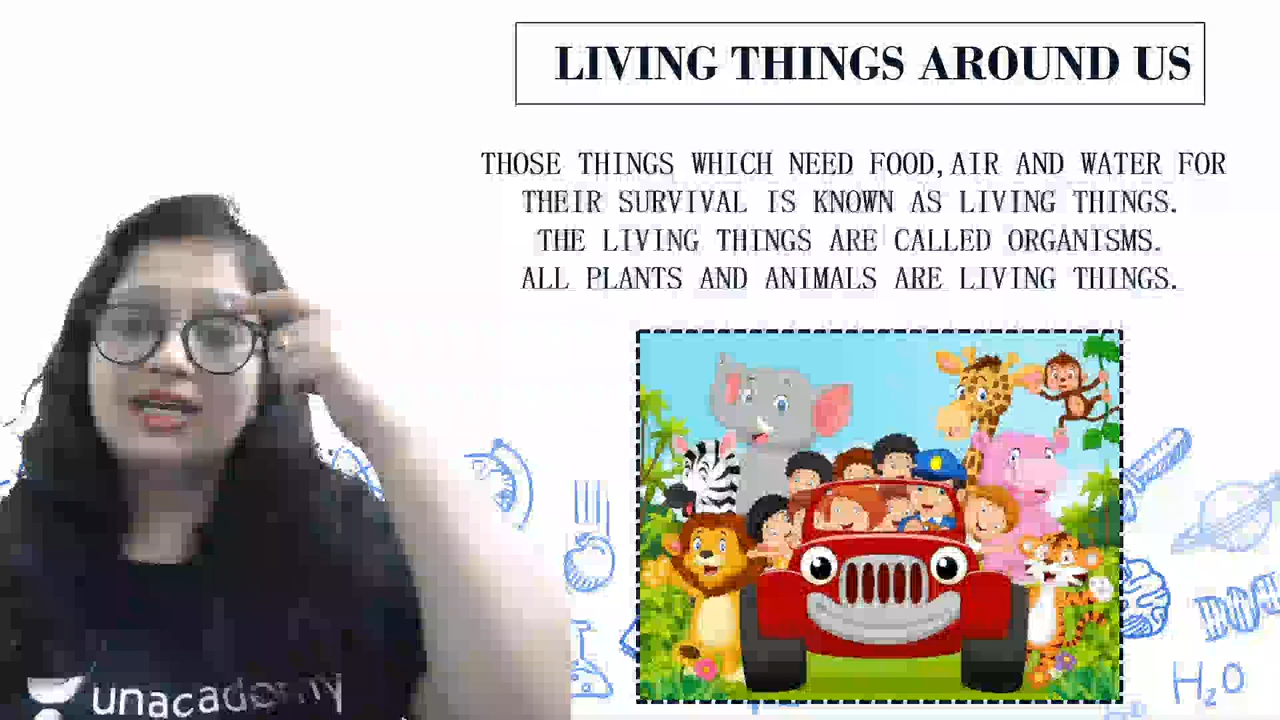 LIVING THINGS AROUND US
THOSE THINGS WHICH NEED FOOD,AIR AND WATER FOR
THEIR SURVIVAL IS KNOWN AS LIVING THINGS.
THE LIVING THINGS ARE CALLED ORGANISMS.
ALL PLANTS AND ANIMALS ARE LIVING THINGS.
unacademy
H₂O